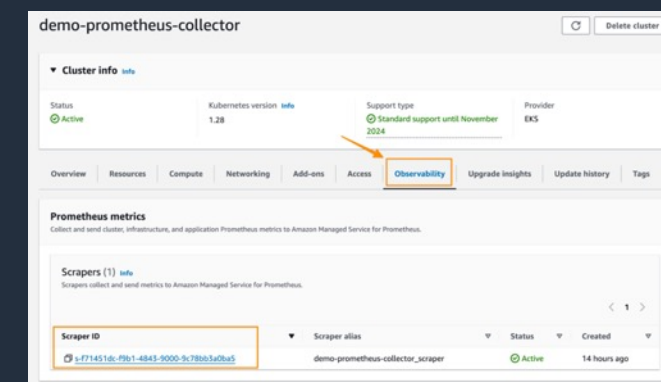 demo-prometheus-collector
Delete cluster
Cluster info Info
Status
Kubernetes version Info
Support type
Provider
Active
1.28
Standard support until November
2024
EKS
Overview Resources Compute Networking Add-ons Access Observability Upgrade insights Update history Tags
Prometheus metrics
Collect and send cluster, infrastructure, and application Prometheus metrics to Amazon Managed Service for Prometheus.
Scrapers (1) Info
Scrapers collect and send metrics to Amazon Managed Service for Prometheus.
1
Scraper ID Scraper alias Status Created
s-f71451dc-f9b1-4843-9000-9c78bb3a0ba5 demo-prometheus-collector_scraper Active 14 hours ago